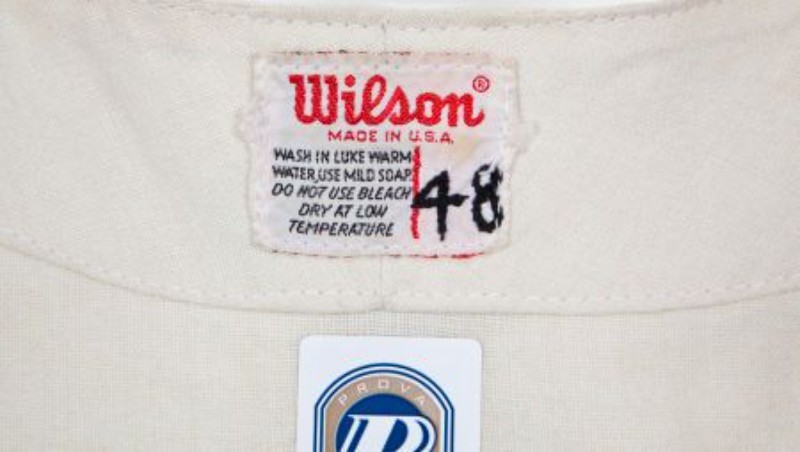 Wilson®
MADE IN U.S.A.
WASH IN LUKE WARM
WATER,USE MILD SOAP.
DO NOT USE BLEACH
DRY AT LOW
TEMPERATURE
48
PROVA